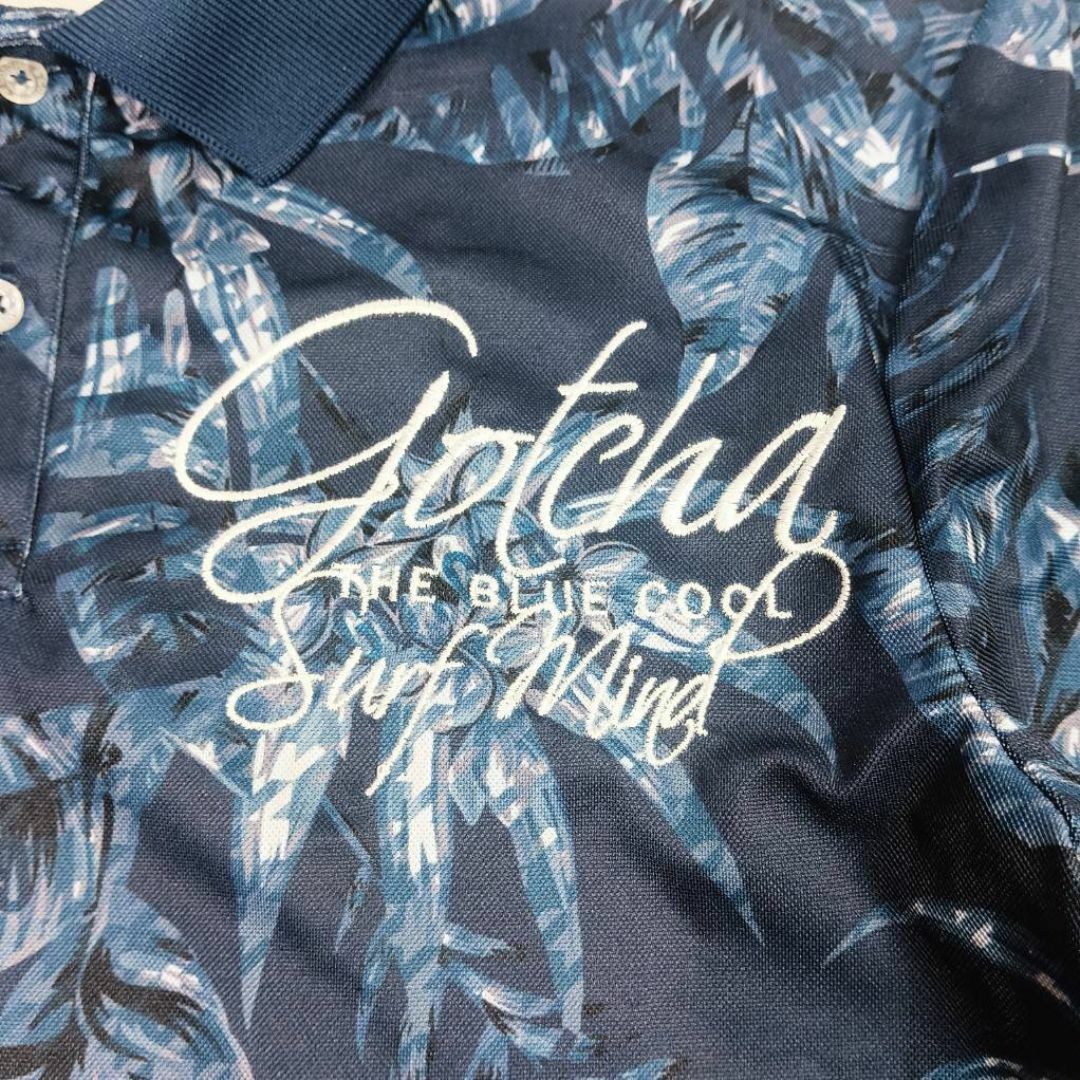 Gotcha
THE BLUE COOL
Surf Mind